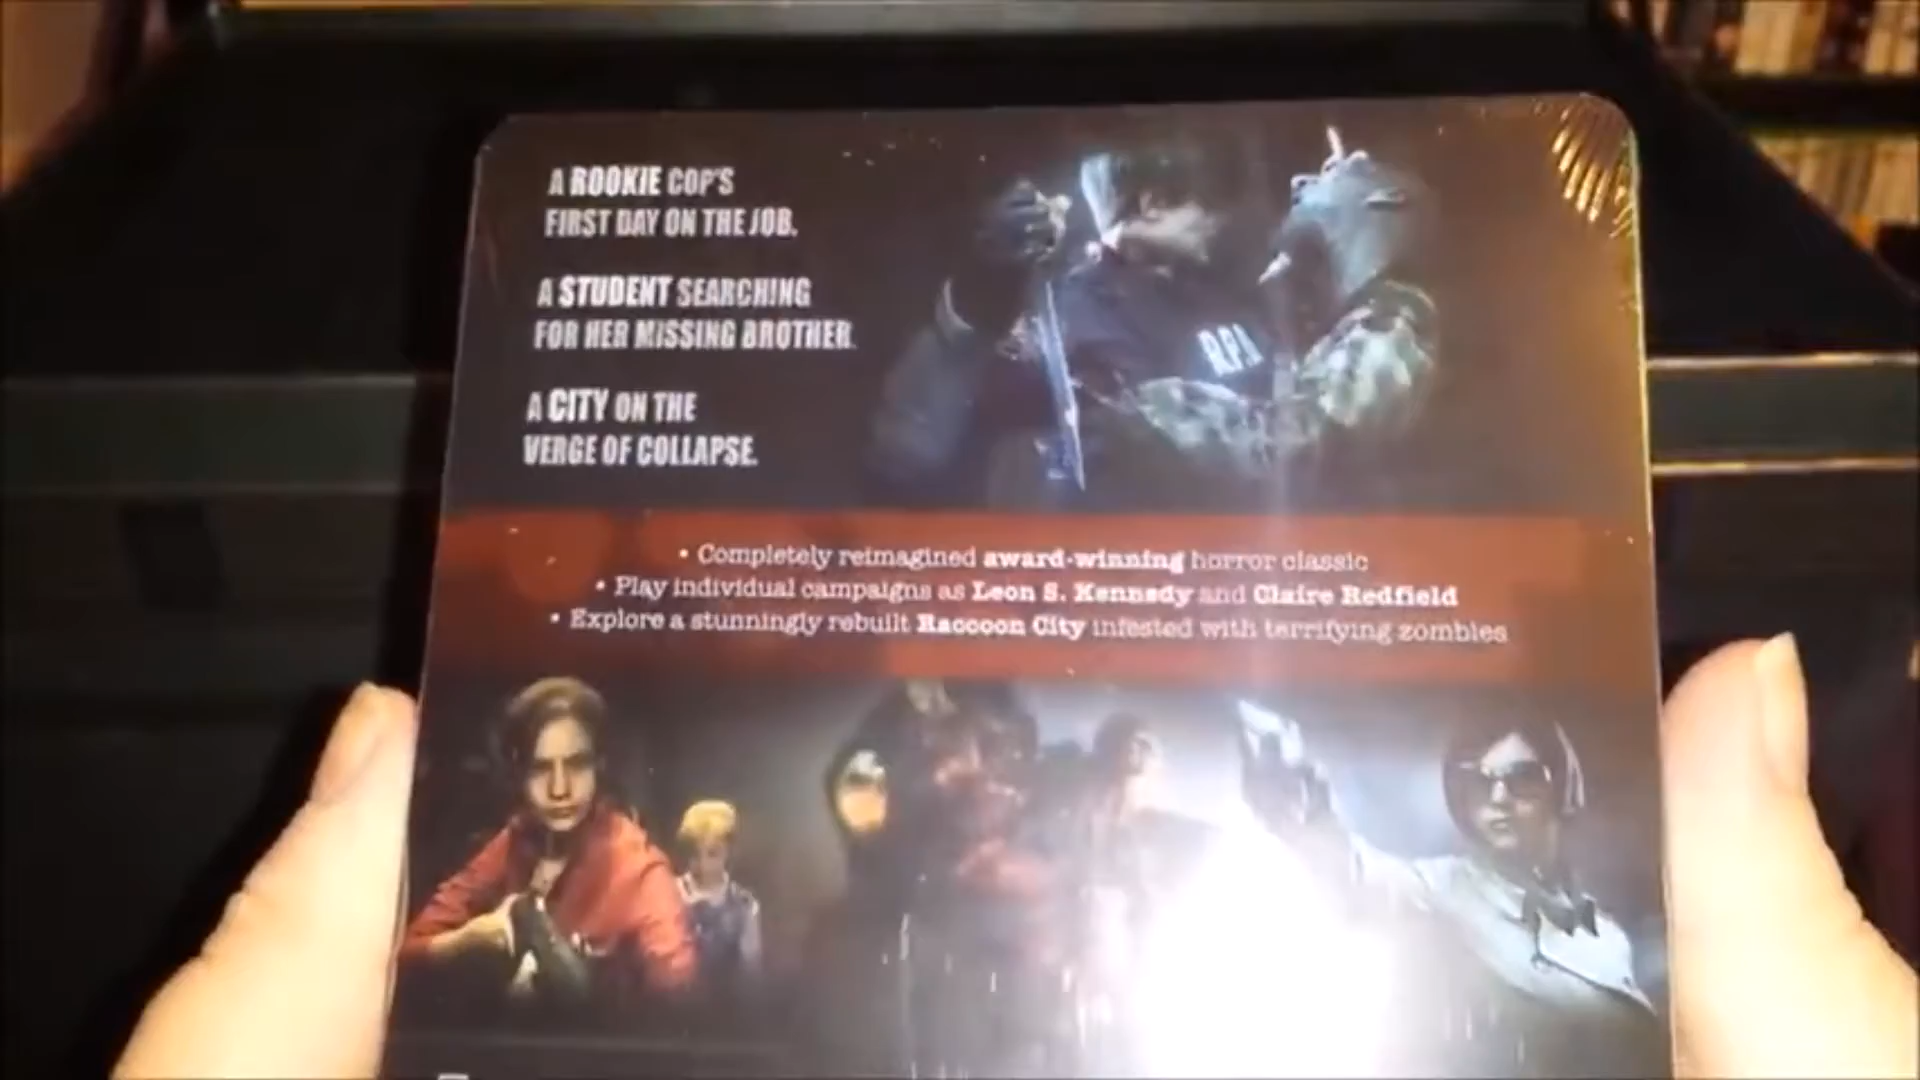 A ROOKIE COP'S
FIRST DAY ON THE JOB.
A STUDENT SEARCHING
FOR HER MISSING BROTHER.
A CITY ON THE
VERGE OF COLLAPSE.
R.P.D
• Completely reimagined award-winning horror classic
• Play individual campaigns as Leon S. Kennedy and Claire Redfield
• Explore a stunningly rebuilt Raccoon City infested with terrifying zombies